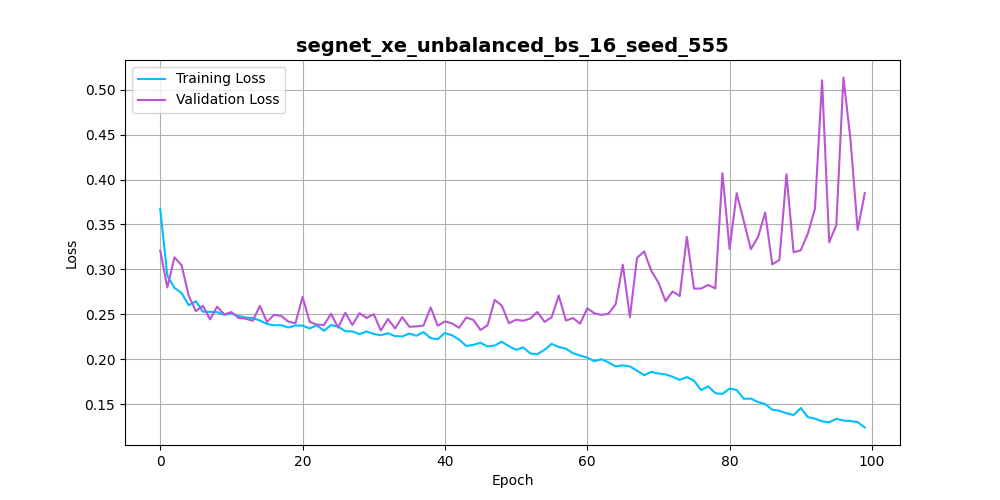 segnet_xe_unbalanced_bs_16_seed_555
Training Loss
Validation Loss
0.50
0.45
0.40
0.35
0.30
0.25
0.20
0.15
Loss
0 20 40 60 80 100
Epoch